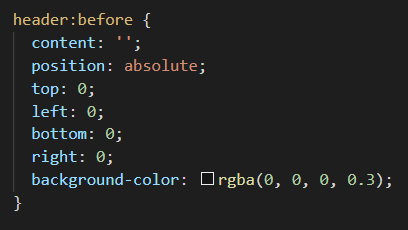 header:before {
  content: '';
  position: absolute;
  top: 0;
  left: 0;
  bottom: 0;
  right: 0;
  background-color: rgba(0, 0, 0, 0.3);
}